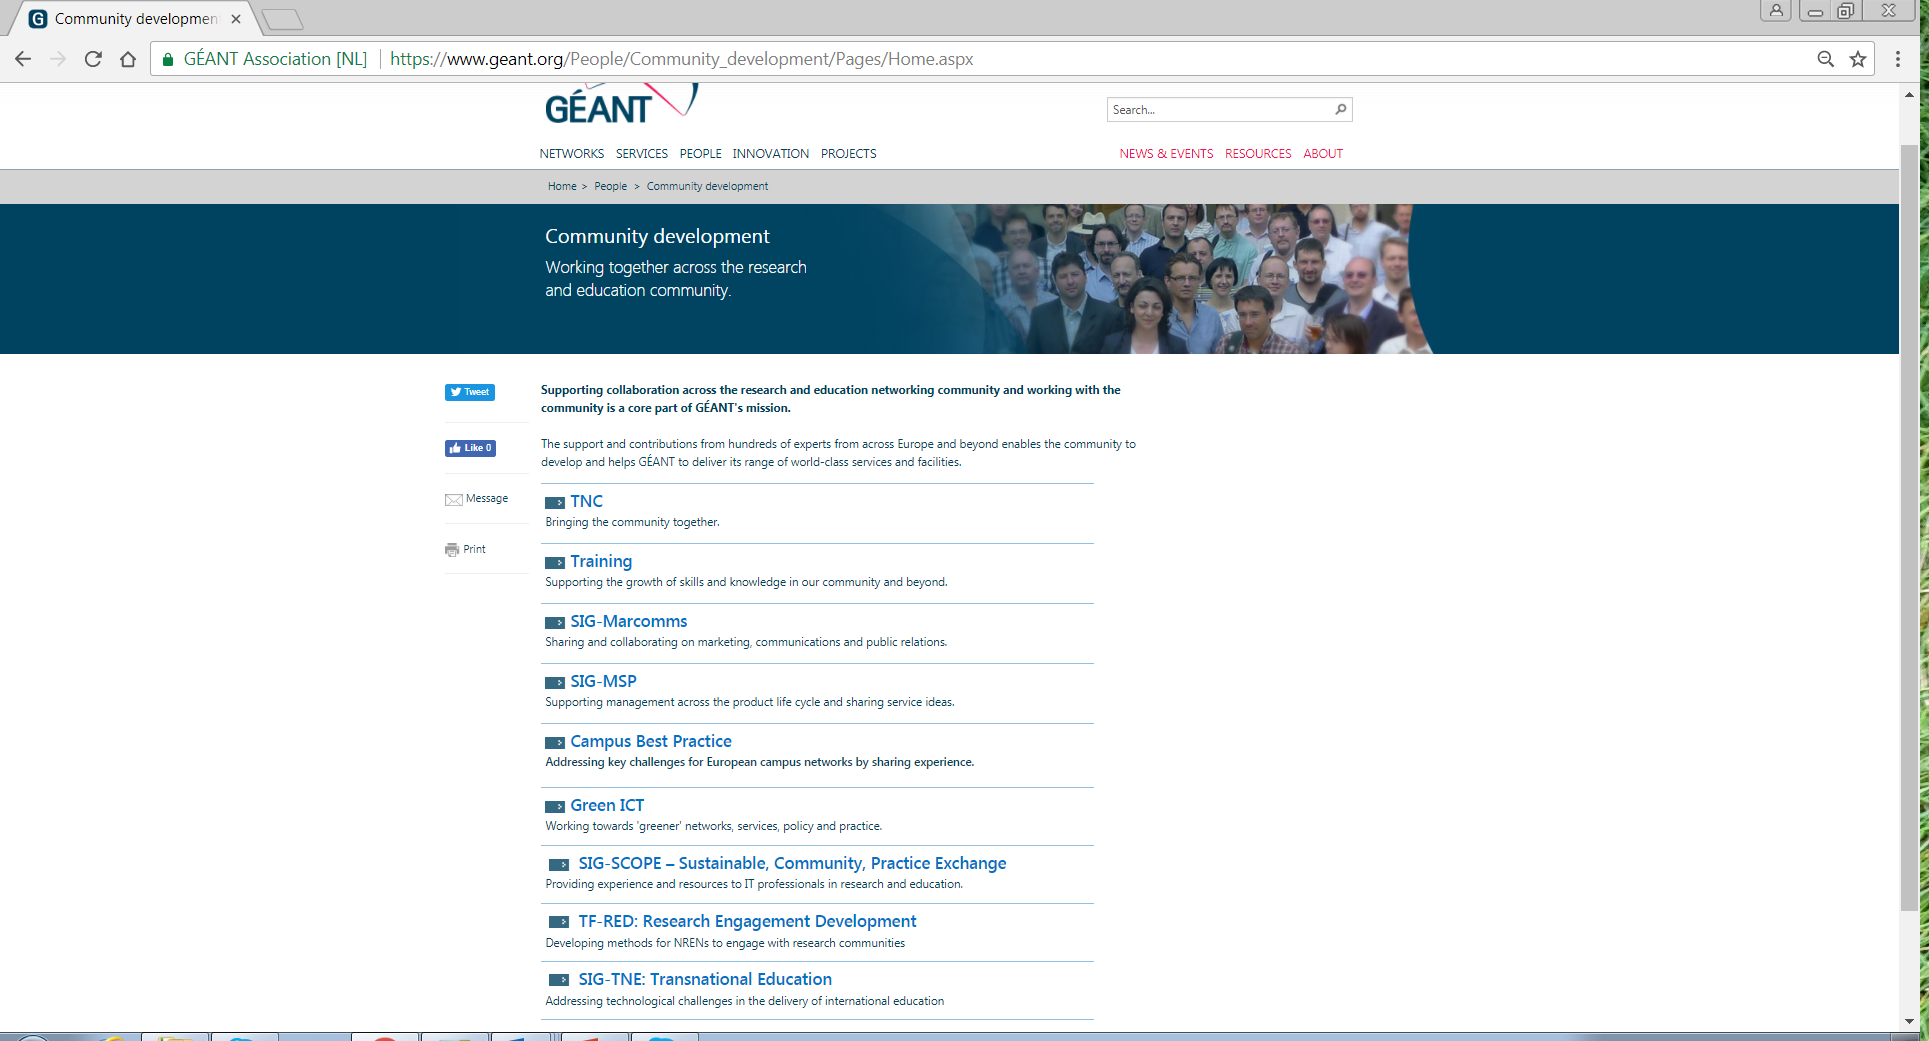 G Community developmen
GÉANT Association [NL] https://www.geant.org/People/Community_development/Pages/Home.aspx
GÉANT
Search...
NETWORKS SERVICES PEOPLE INNOVATION PROJECTS NEWS & EVENTS RESOURCES ABOUT
Home > People > Community development
Community development
Working together across the research
and education community.
Tweet
Like 0
Message
Print
Supporting collaboration across the research and education networking community and working with the
community is a core part of GÉANT's mission.
The support and contributions from hundreds of experts from across Europe and beyond enables the community to
develop and helps GÉANT to deliver its range of world-class services and facilities.
TNC
Bringing the community together.
Training
Supporting the growth of skills and knowledge in our community and beyond.
SIG-Marcomms
Sharing and collaborating on marketing, communications and public relations.
SIG-MSP
Supporting management across the product life cycle and sharing service ideas.
Campus Best Practice
Addressing key challenges for European campus networks by sharing experience.
Green ICT
Working towards 'greener' networks, services, policy and practice.
SIG-SCOPE – Sustainable, Community, Practice Exchange
Providing experience and resources to IT professionals in research and education.
TF-RED: Research Engagement Development
Developing methods for NRENs to engage with research communities
SIG-TNE: Transnational Education
Addressing technological challenges in the delivery of international education